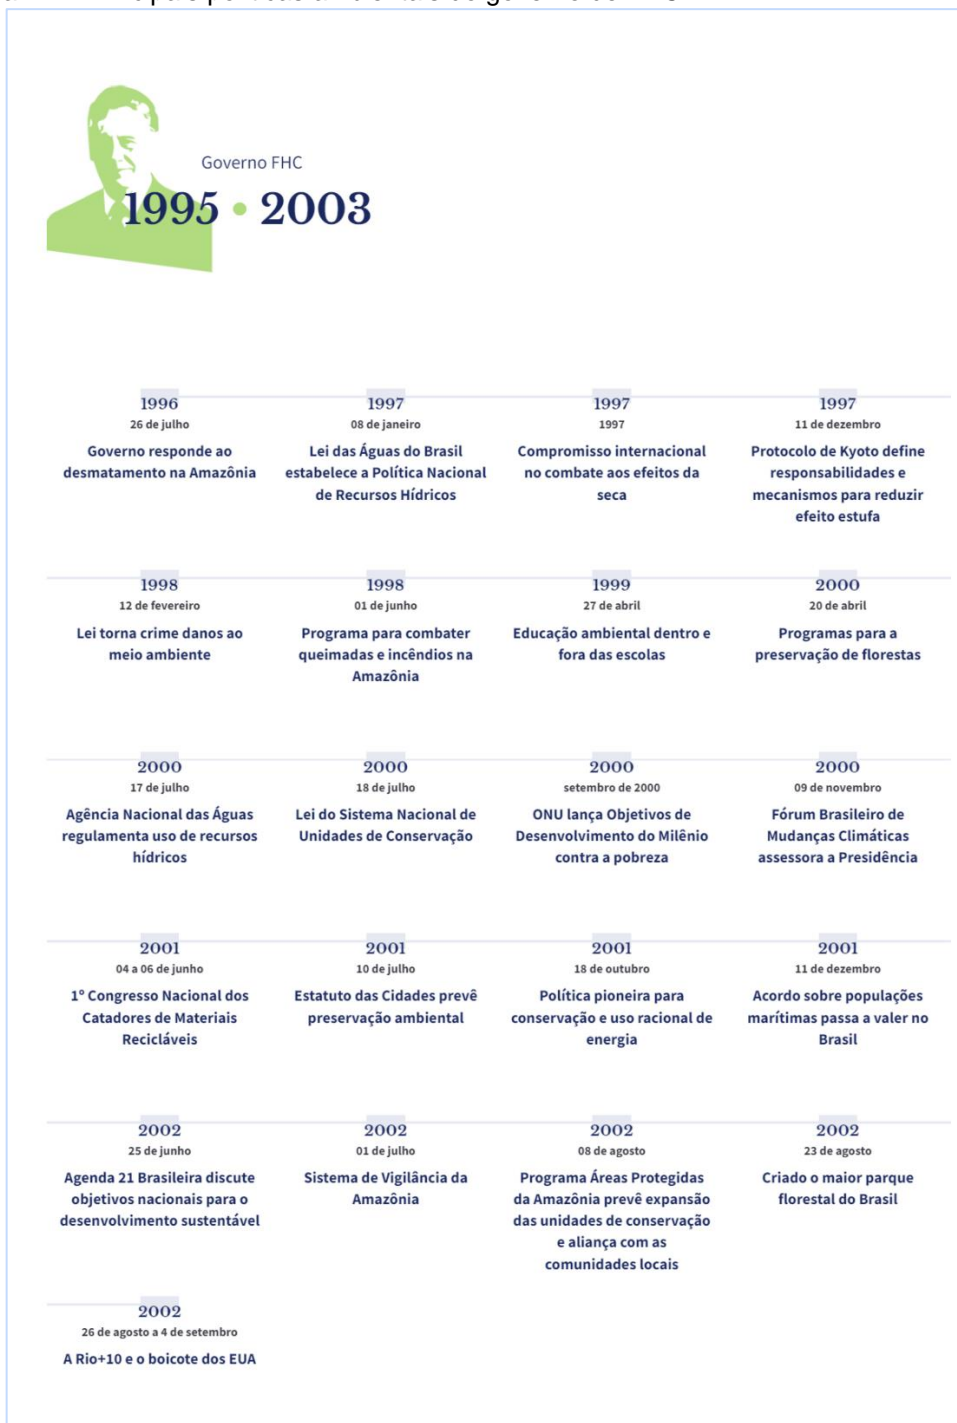 Governo FHC
1995 • 2003
1996
26 de julho
Governo responde ao
desmatamento na Amazônia
1997
08 de janeiro
Lei das Águas do Brasil
estabelece a Política Nacional
de Recursos Hídricos
1997
1997
Compromisso internacional
no combate aos efeitos da
seca
1997
11 de dezembro
Protocolo de Kyoto define
responsabilidades e
mecanismos para reduzir
efeito estufa
1998
12 de fevereiro
Lei torna crime danos ao
meio ambiente
1998
01 de junho
Programa para combater
queimadas e incêndios na
Amazônia
1999
27 de abril
Educação ambiental dentro e
fora das escolas
2000
20 de abril
Programas para a
preservação de florestas
2000
17 de julho
Agência Nacional das Águas
regulamenta uso de recursos
hídricos
2000
18 de julho
Lei do Sistema Nacional de
Unidades de Conservação
2000
setembro de 2000
ONU lança Objetivos de
Desenvolvimento do Milênio
contra a pobreza
2000
09 de novembro
Fórum Brasileiro de
Mudanças Climáticas
assessora a Presidência
2001
04 a 06 de junho
1º Congresso Nacional dos
Catadores de Materiais
Recicláveis
2001
10 de julho
Estatuto das Cidades prevê
preservação ambiental
2001
18 de outubro
Política pioneira para
conservação e uso racional de
energia
2001
11 de dezembro
Acordo sobre populações
marítimas passa a valer no
Brasil
2002
25 de junho
Agenda 21 Brasileira discute
objetivos nacionais para o
desenvolvimento sustentável
2002
01 de julho
Sistema de Vigilância da
Amazônia
2002
08 de agosto
Programa Áreas Protegidas
da Amazônia prevê expansão
das unidades de conservação
e aliança com as
comunidades locais
2002
23 de agosto
Criado o maior parque
florestal do Brasil
2002
26 de agosto a 4 de setembro
A Rio+10 e o boicote dos EUA